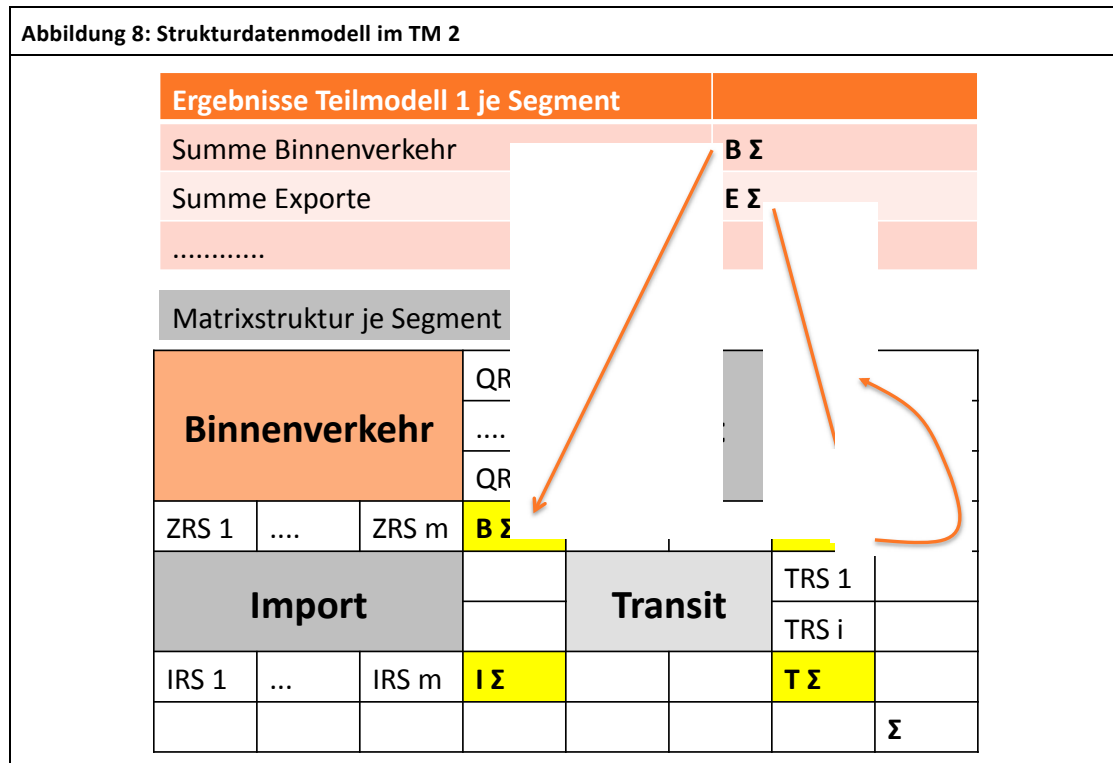 Abbildung 8: Strukturdatenmodell im TM 2
Ergebnisse Teilmodell 1 je Segment
Summe Binnenverkehr B Σ
Summe Exporte E Σ
............
Matrixstruktur je Segment
Binnenverkehr
....
ZRS 1 .... ZRS m B Σ
Import Transit TRS 1
TRS i
IRS 1 ... IRS m I Σ T Σ
Σ